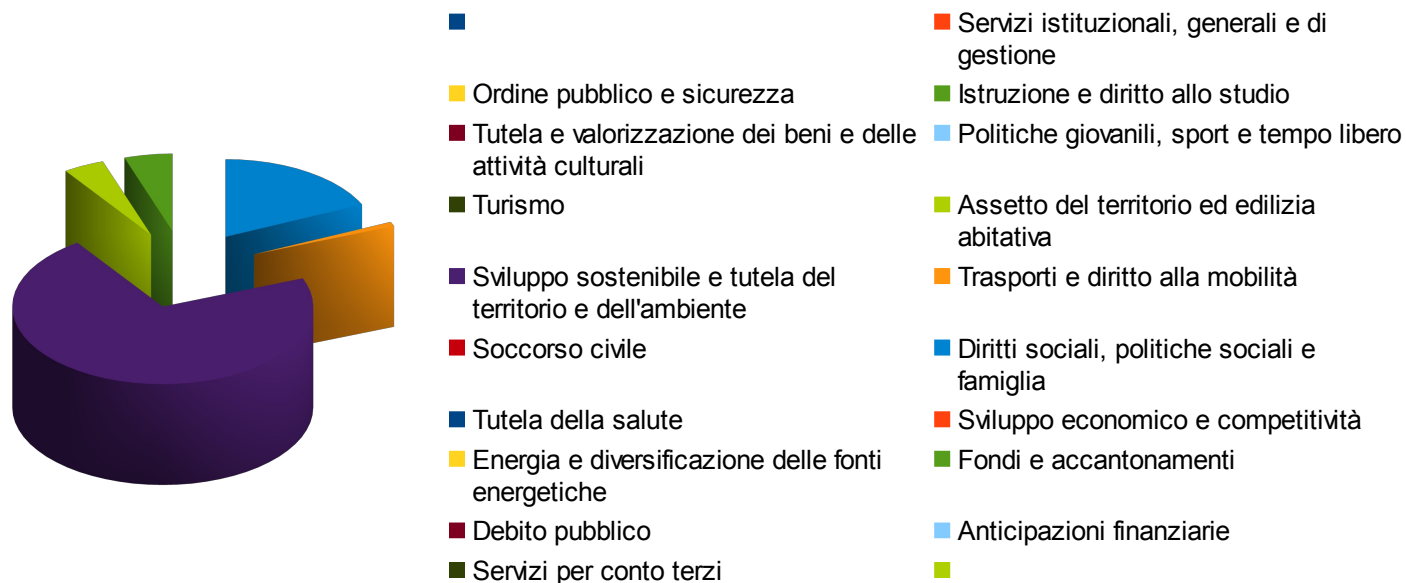 Servizi istituzionali, generali e di
gestione
Ordine pubblico e sicurezza
Istruzione e diritto allo studio
Tutela e valorizzazione dei beni e delle
attività culturali
Politiche giovanili, sport e tempo libero
Turismo
Assetto del territorio ed edilizia
abitativa
Sviluppo sostenibile e tutela del
territorio e dell'ambiente
Trasporti e diritto alla mobilità
Soccorso civile
Diritti sociali, politiche sociali e
famiglia
Tutela della salute
Sviluppo economico e competitività
Energia e diversificazione delle fonti
energetiche
Fondi e accantonamenti
Debito pubblico
Anticipazioni finanziarie
Servizi per conto terzi